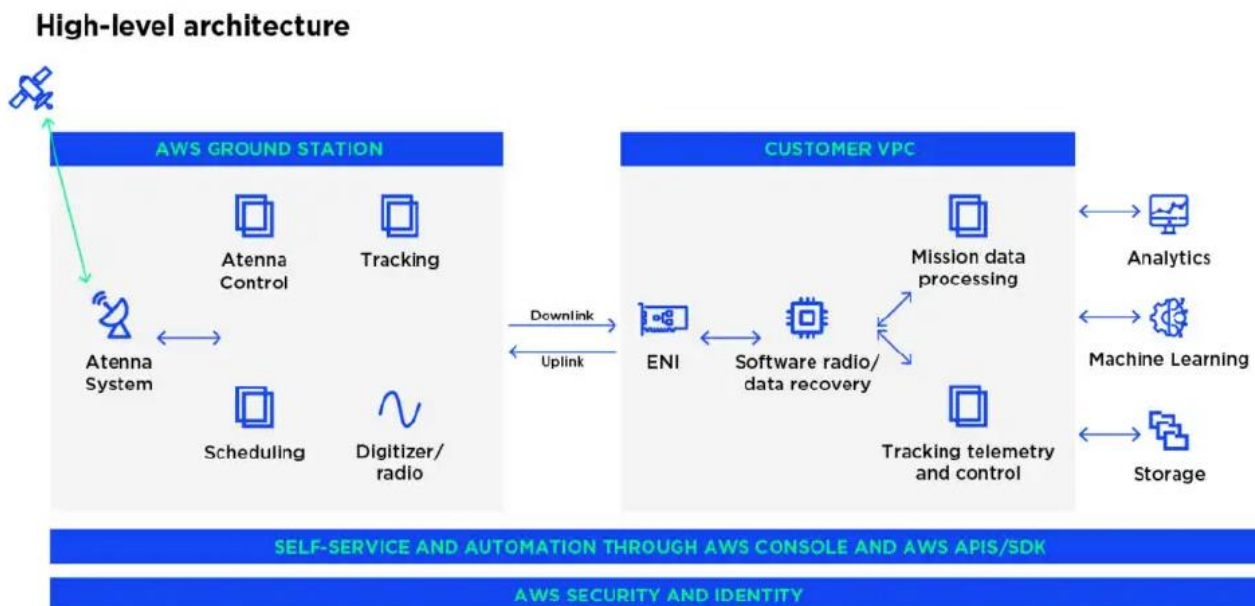 High-level architecture
AWS GROUND STATION
CUSTOMER VPC
Atenna
Control
Tracking
Mission data
processing
Analytics
Atenna
System
Downlink
Uplink
ENI
Software radio/
data recovery
Machine Learning
Scheduling
Digitizer/
radio
Tracking telemetry
and control
Storage
SELF-SERVICE AND AUTOMATION THROUGH AWS CONSOLE AND AWS APIS/SDK
AWS SECURITY AND IDENTITY